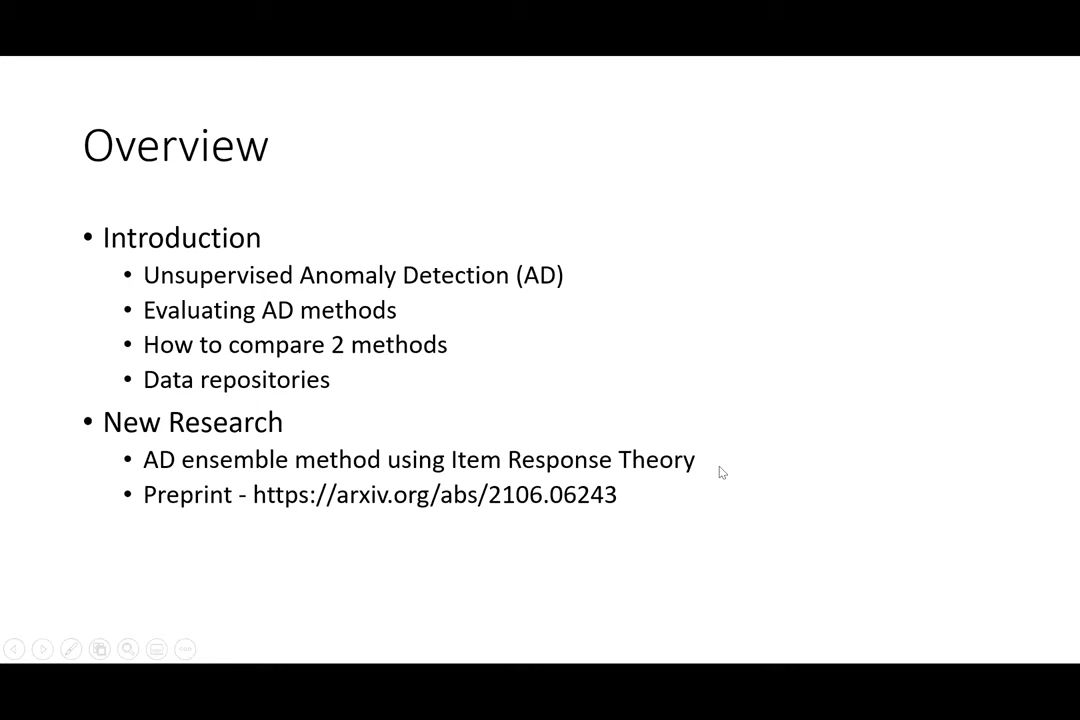 Overview
• Introduction
• Unsupervised Anomaly Detection (AD)
• Evaluating AD methods
• How to compare 2 methods
• Data repositories
• New Research
• AD ensemble method using Item Response Theory
• Preprint - https://arxiv.org/abs/2106.06243